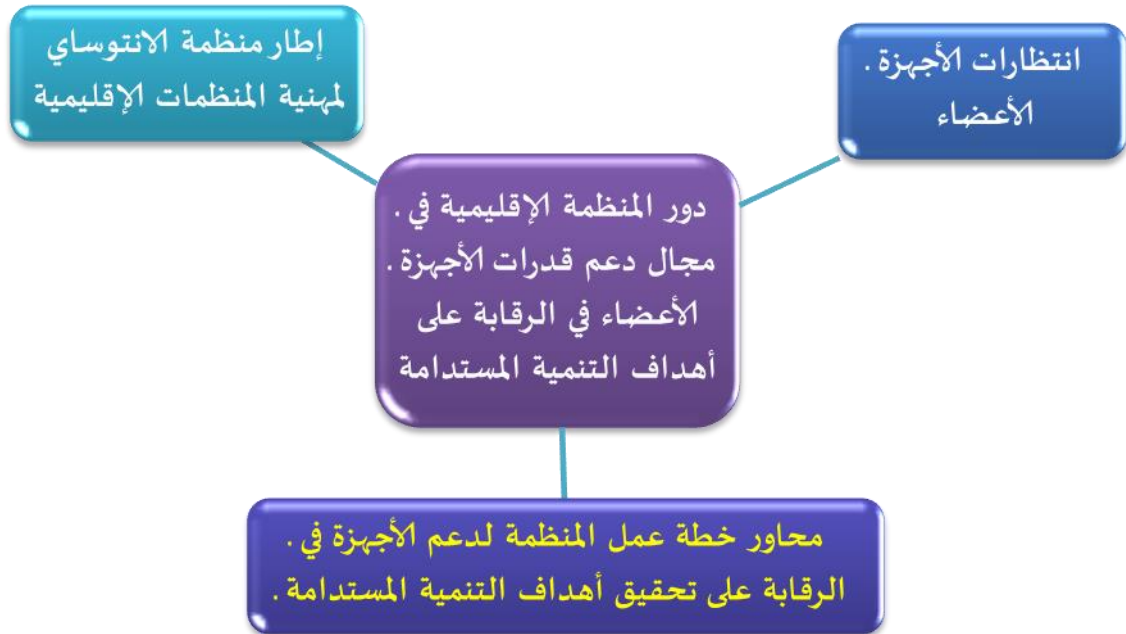 انتظارات الأجهزة .
الأعضاء
إطار منظمة الانتوساي
لمهنية المنظمات الإقليمية
دور المنظمة الإقليمية في .
مجال دعم قدرات الأجهزة .
الأعضاء في الرقابة على
أهداف التنمية المستدامة
محاور خطة عمل المنظمة لدعم الأجهزة في .
الرقابة على تحقيق أهداف التنمية المستدامة .